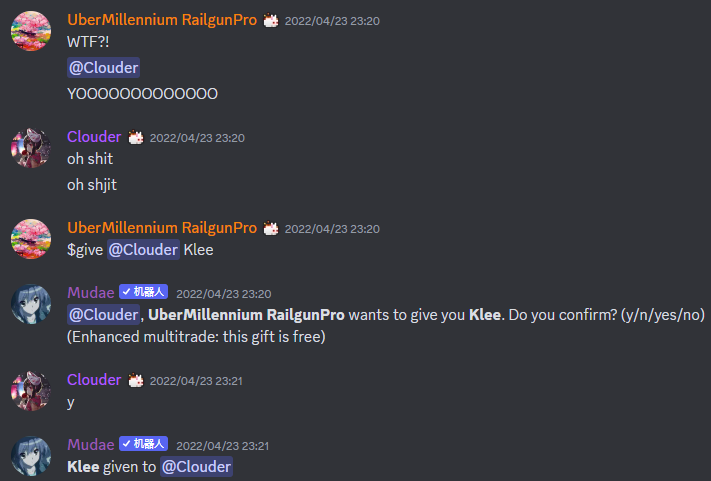 UberMillennium RailgunPro 2022/04/23 23:20
WTF?!
@Clouder
YOOOOOOOOOOOOO
Clouder 2022/04/23 23:20
oh shit
oh shjit
UberMillennium RailgunPro 2022/04/23 23:20
$give @Clouder Klee
Mudae ✓ 机器人 2022/04/23 23:20
@Clouder, UberMillennium RailgunPro wants to give you Klee. Do you confirm? (y/n/yes/no)
(Enhanced multitrade: this gift is free)
Clouder 2022/04/23 23:21
y
Mudae ✓ 机器人 2022/04/23 23:21
Klee given to @Clouder